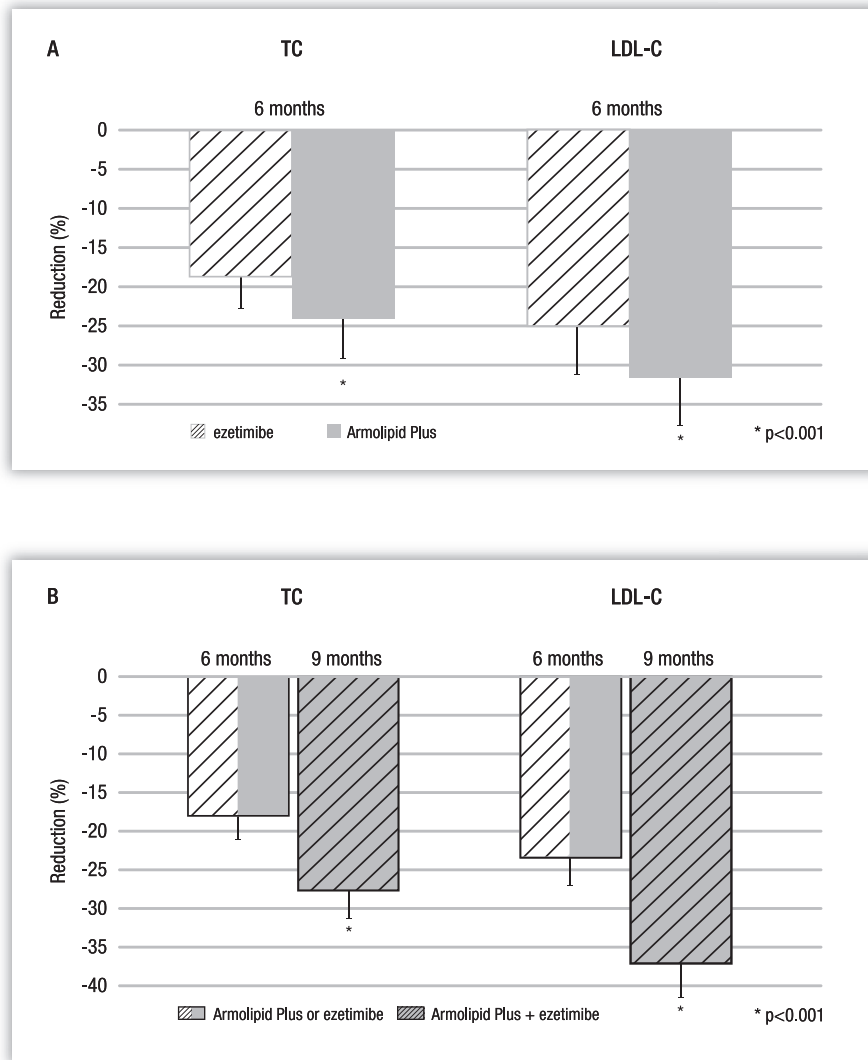 A TC LDL-C
6 months 6 months
0
-5
-10
-15
-20
-25
-30
-35
Reduction (%)
*
*
ezetimibe Armolipid Plus * p<0.001
B TC LDL-C
6 months 9 months 6 months 9 months
0
-5
-10
-15
-20
-25
-30
-35
-40
Reduction (%)
*
*
Armolipid Plus or ezetimibe Armolipid Plus + ezetimibe * p<0.001